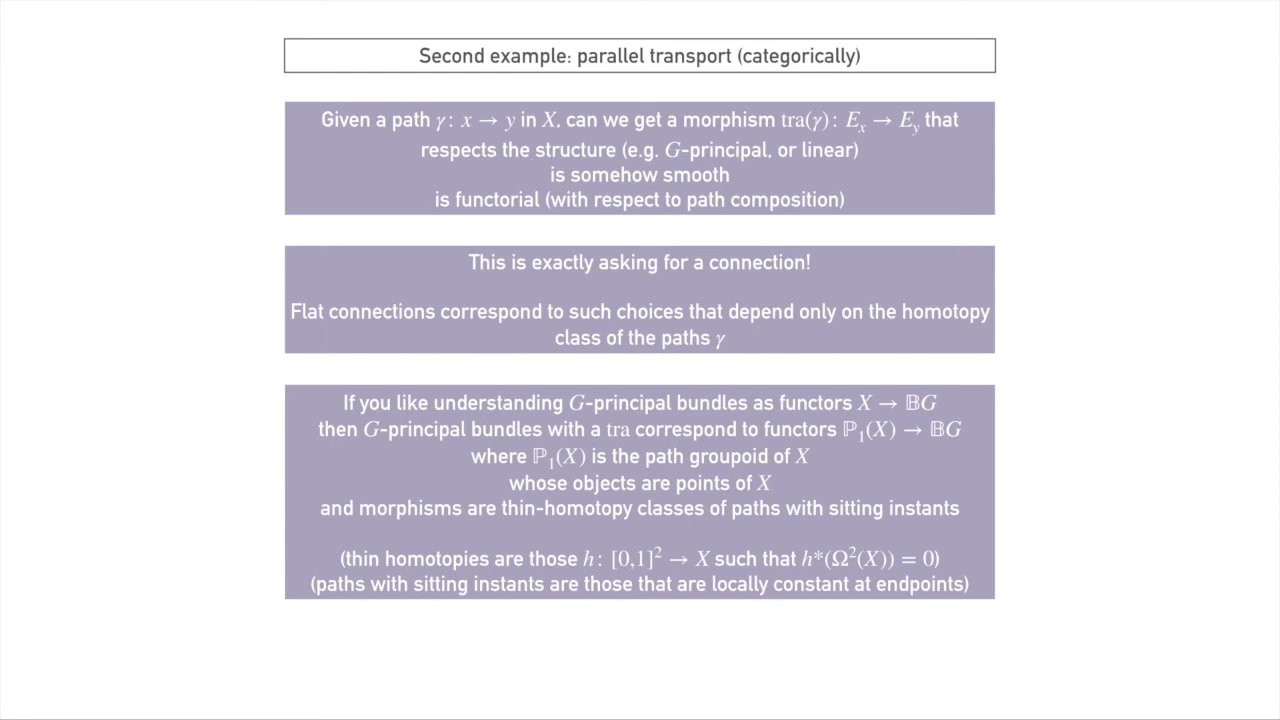 Second example: parallel transport (categorically)
Given a path γ: x → y in X, can we get a morphism tra(γ): Eₓ → E_y that
respects the structure (e.g. G-principal, or linear)
is somehow smooth
is functorial (with respect to path composition)
This is exactly asking for a connection!
Flat connections correspond to such choices that depend only on the homotopy
class of the paths γ
If you like understanding G-principal bundles as functors X → 𝔹G
then G-principal bundles with a tra correspond to functors ℙ₁(X) → 𝔹G
where ℙ₁(X) is the path groupoid of X
whose objects are points of X
and morphisms are thin-homotopy classes of paths with sitting instants
(thin homotopies are those h: [0,1]² → X such that h*(Ω²(X)) = 0)
(paths with sitting instants are those that are locally constant at endpoints)